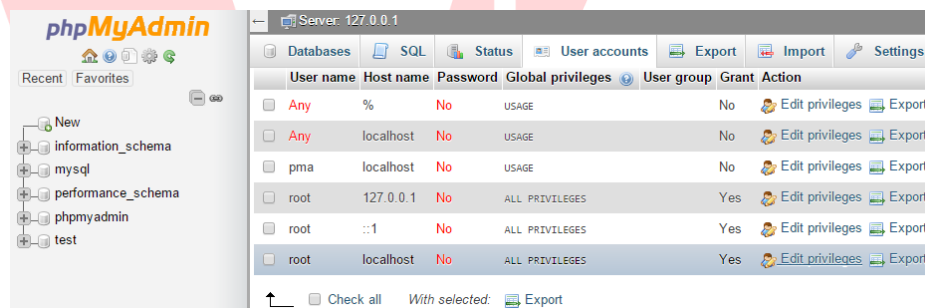 phpMyAdmin
Recent Favorites
New
information_schema
mysql
performance_schema
phpmyadmin
test
Server: 127.0.0.1
Databases SQL Status User accounts Export Import Settings
User name Host name Password Global privileges User group Grant Action
Any % No USAGE No Edit privileges Export
Any localhost No USAGE No Edit privileges Export
pma localhost No USAGE No Edit privileges Export
root 127.0.0.1 No ALL PRIVILEGES Yes Edit privileges Export
root ::1 No ALL PRIVILEGES Yes Edit privileges Export
root localhost No ALL PRIVILEGES Yes Edit privileges Export
Check all With selected: Export